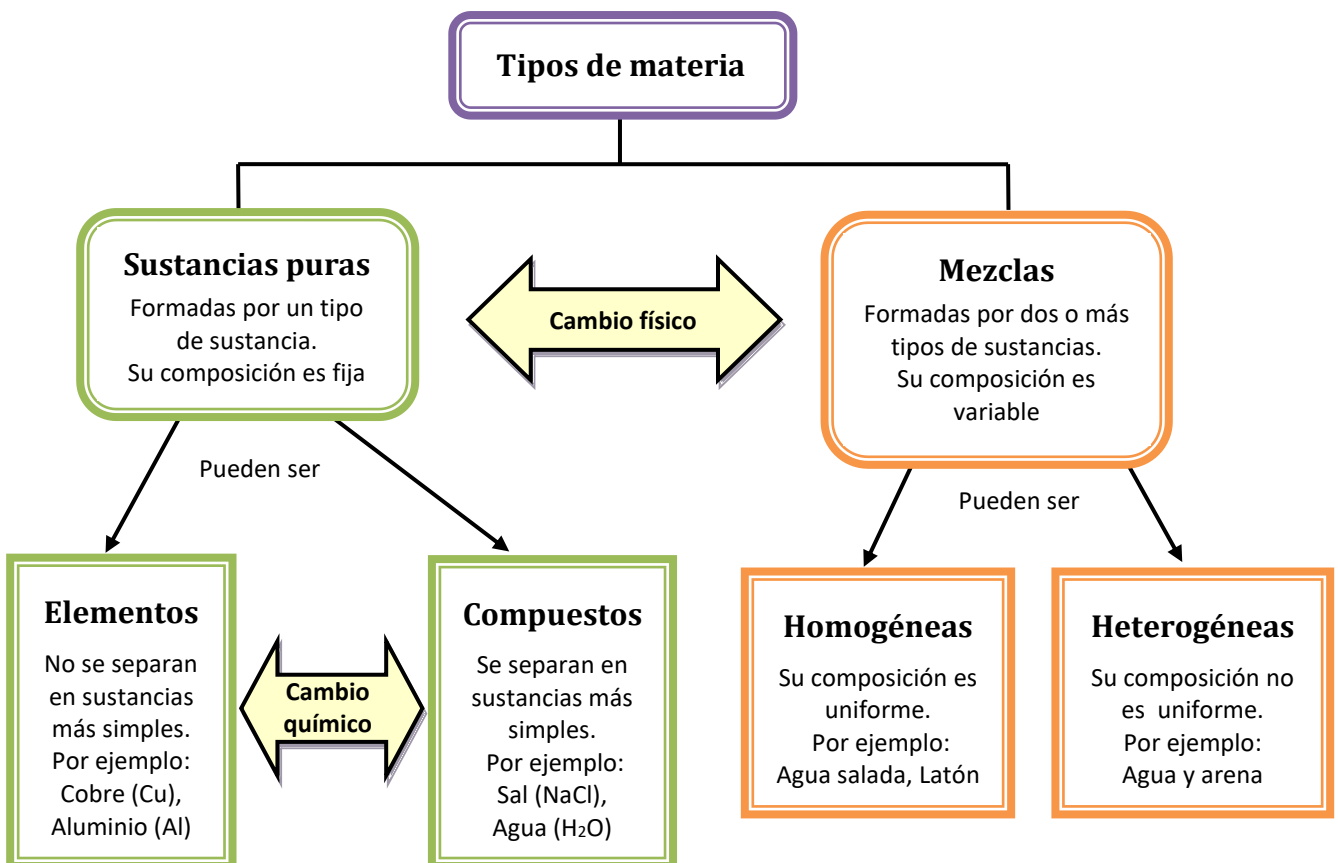 Tipos de materia
Sustancias puras
Formadas por un tipo
de sustancia.
Su composición es fija
Cambio físico
Mezclas
Formadas por dos o más
tipos de sustancias.
Su composición es
variable
Pueden ser
Pueden ser
Elementos
No se separan
en sustancias
más simples.
Por ejemplo:
Cobre (Cu),
Aluminio (Al)
Cambio
químico
Compuestos
Se separan en
sustancias más
simples.
Por ejemplo:
Sal (NaCl),
Agua (H₂O)
Homogéneas
Su composición es
uniforme.
Por ejemplo:
Agua salada, Latón
Heterogéneas
Su composición no
es uniforme.
Por ejemplo:
Agua y arena